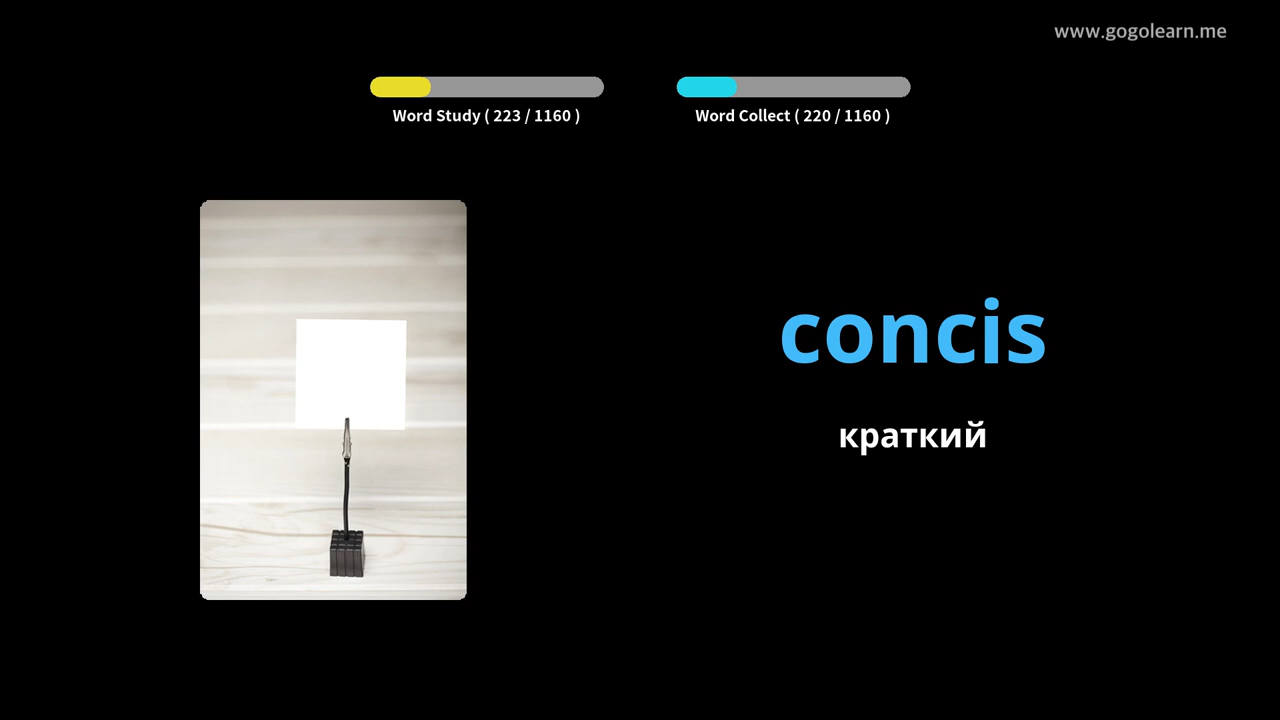 www.gogolearn.me
Word Study ( 223 / 1160 )
Word Collect ( 220 / 1160 )
concis
краткий